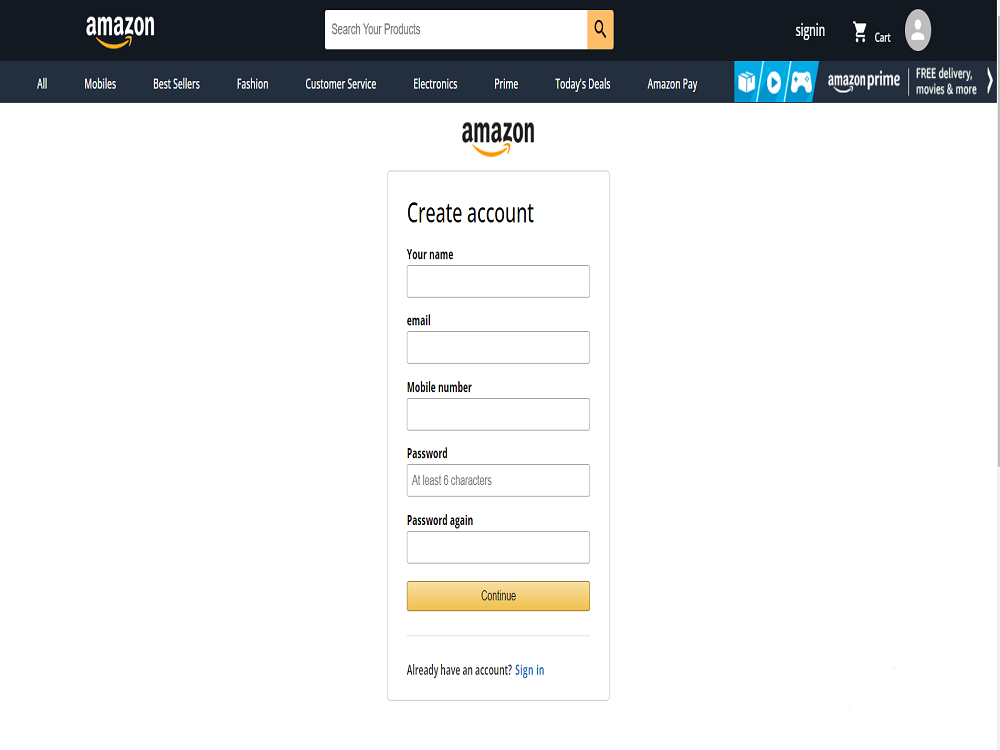 amazon
Search Your Products
signin
Cart
All
Mobiles
Best Sellers
Fashion
Customer Service
Electronics
Prime
Today's Deals
Amazon Pay
amazon prime
FREE delivery,
movies & more
amazon
Create account
Your name
email
Mobile number
Password
At least 6 characters
Password again
Continue
Already have an account? Sign in